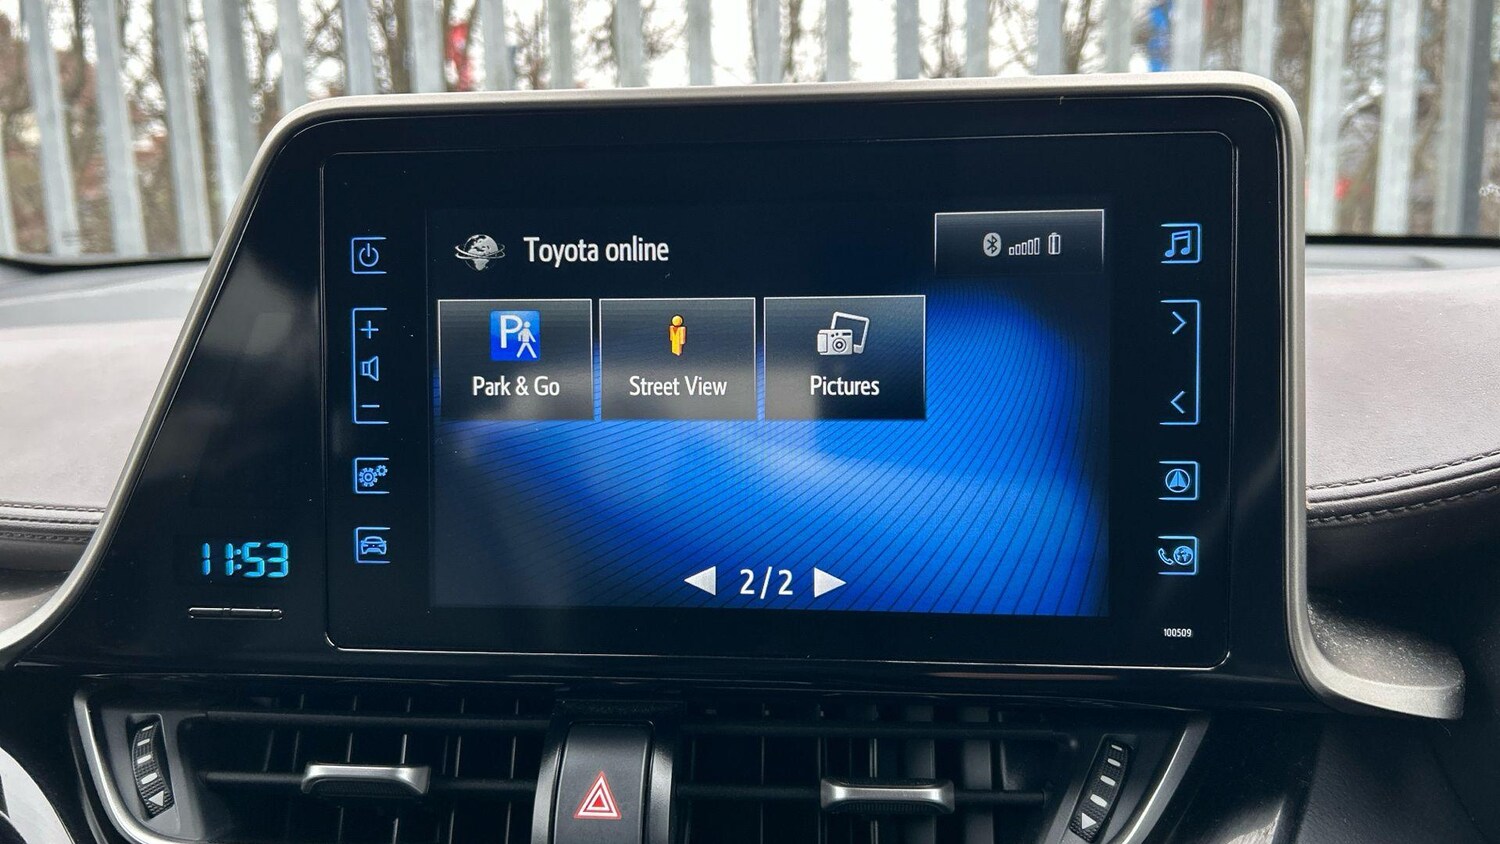 Toyota online
P
Park & Go
Street View
Pictures
11:53
2/2
100509